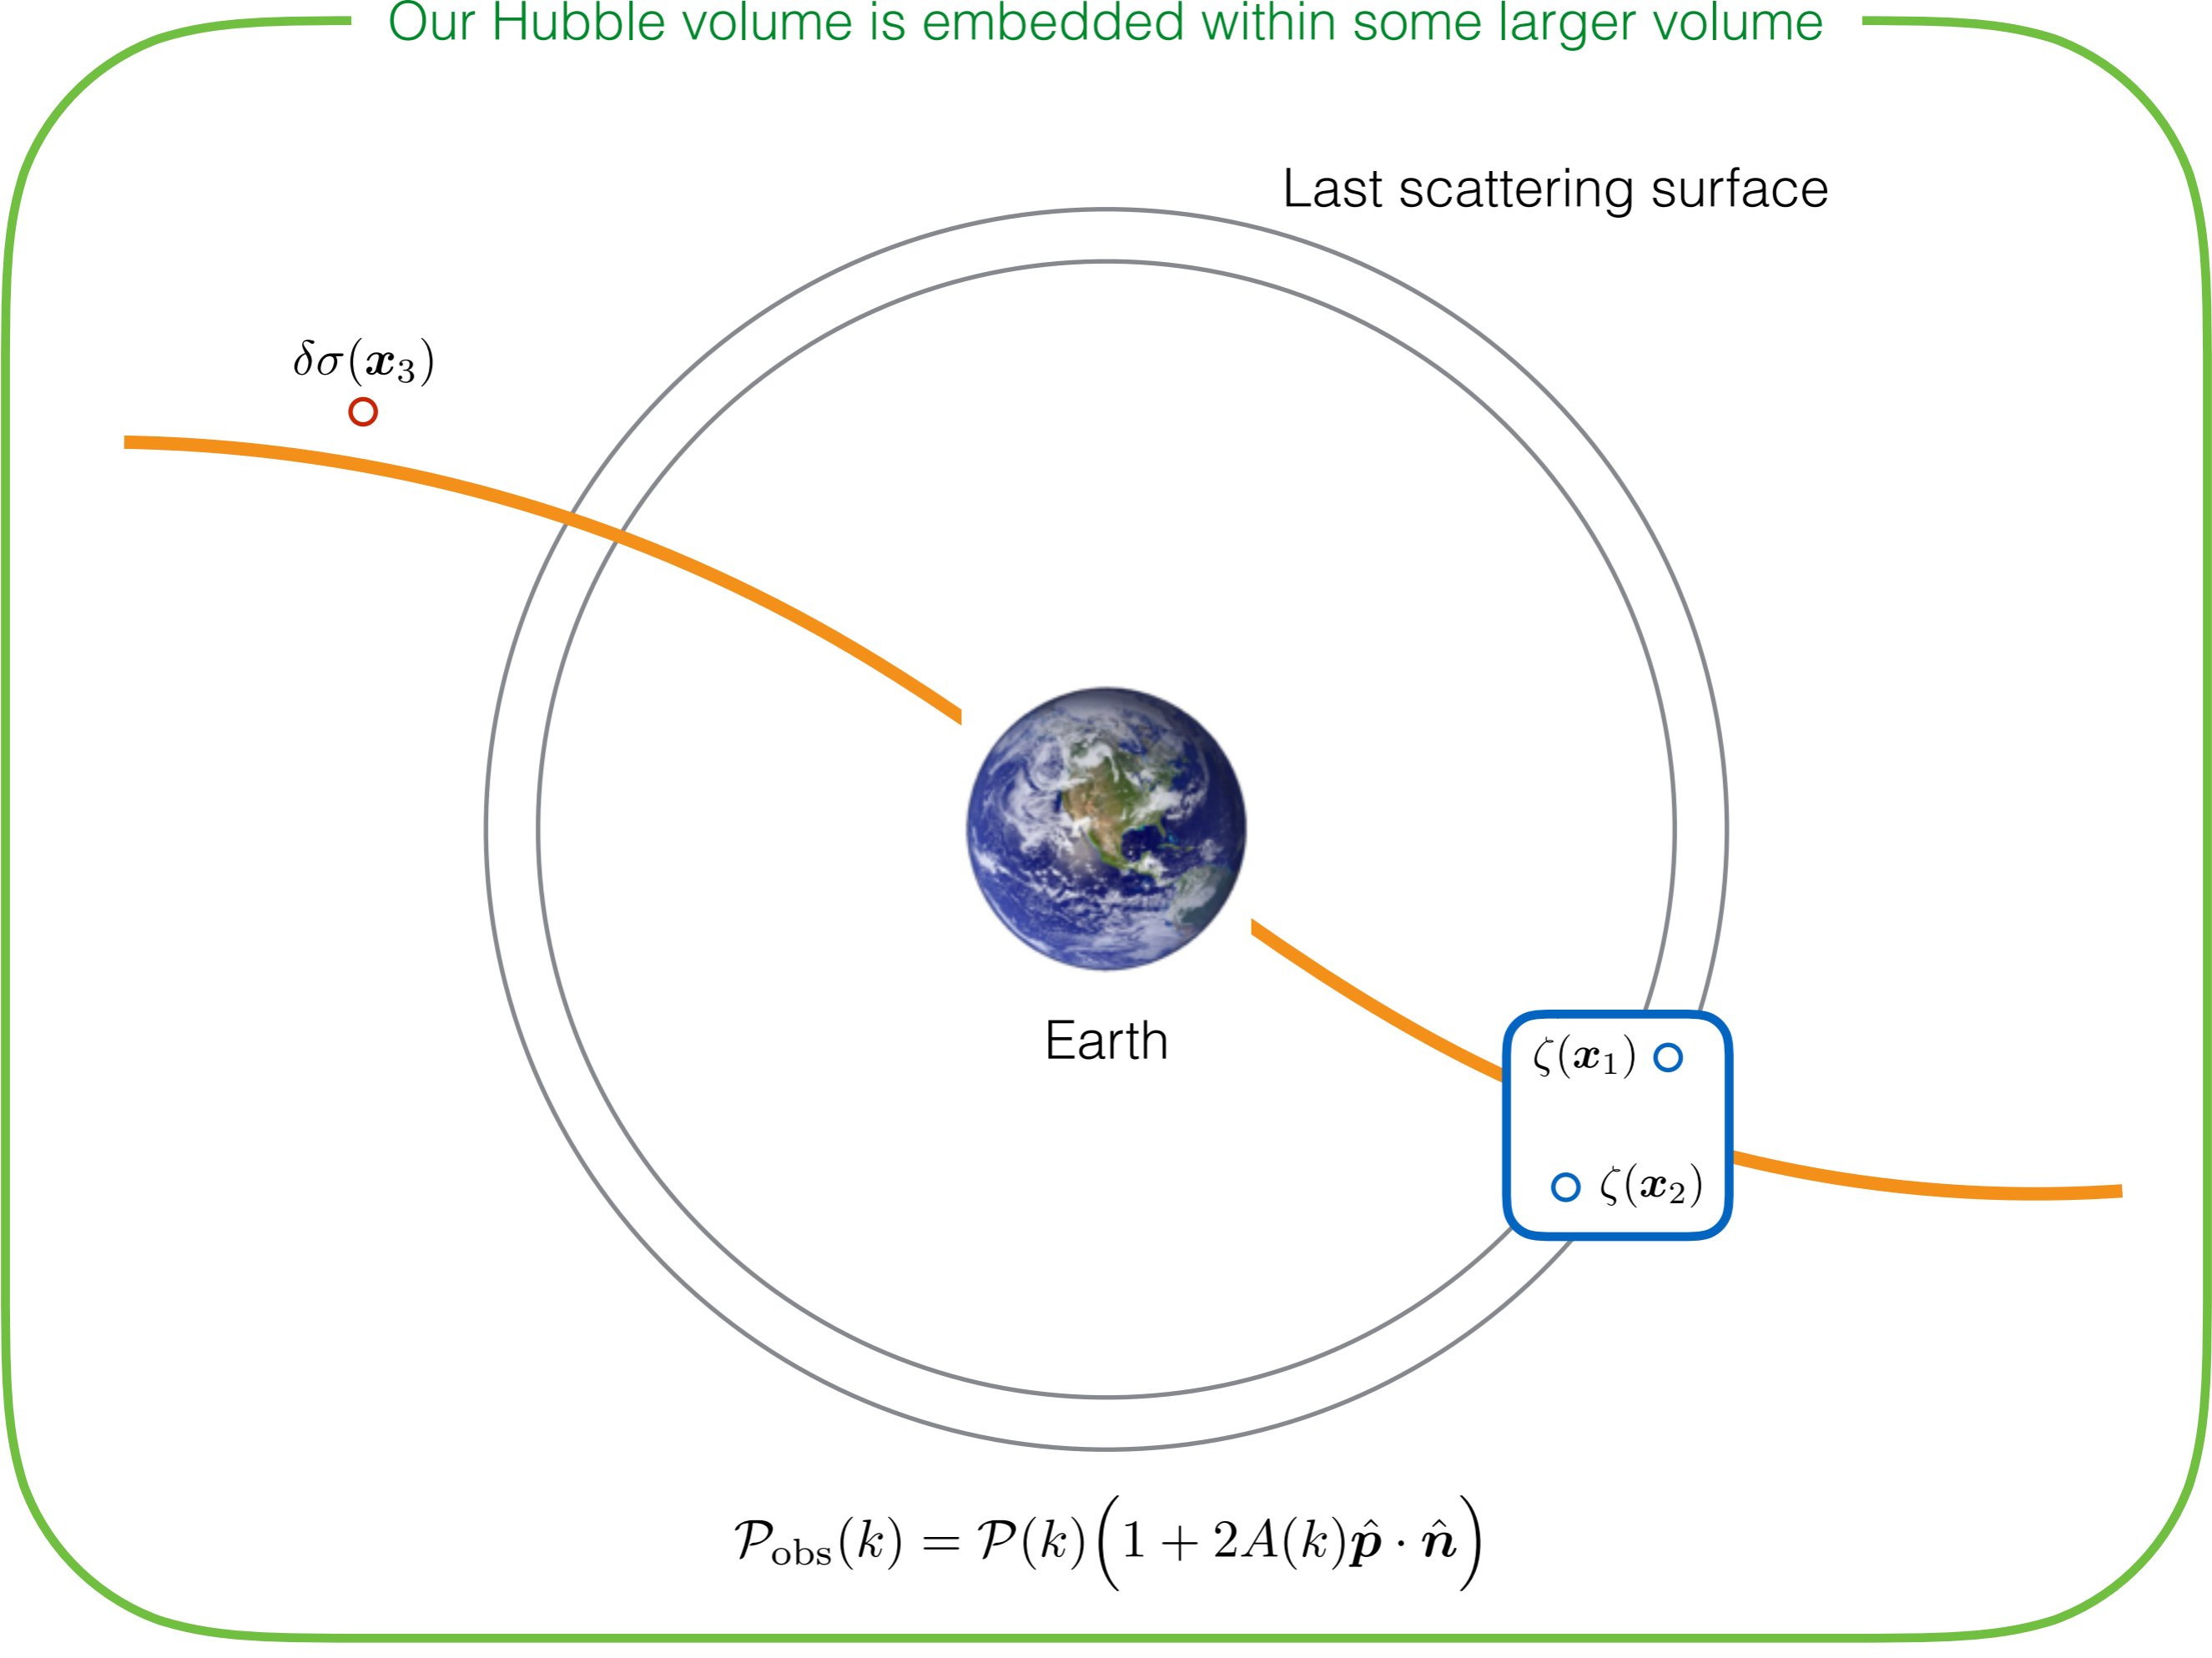 Our Hubble volume is embedded within some larger volume
Last scattering surface
δσ(𝒙₃)
Earth
ζ(𝒙₁)
ζ(𝒙₂)
𝒫obs(k) = 𝒫(k)(1 + 2A(k)p̂ · n̂)